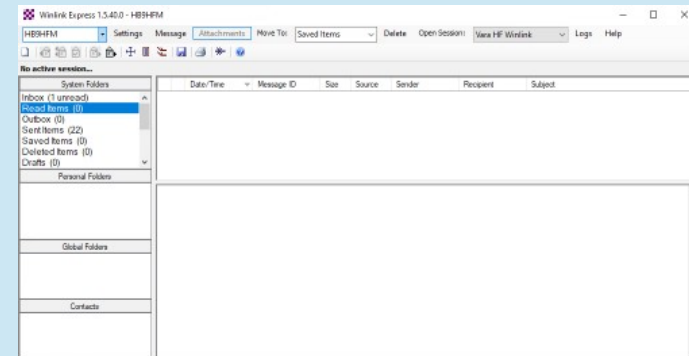 Winlink Express 1.5.40.0 - HB9HFM
HB9HFM Settings Message Attachments Move To: Saved Items Delete Open Session: Vara HF Winlink Logs Help
No active session...
System Folders
Date/Time Message ID Size Source Sender Recipient Subject
Inbox (1 unread)
Read Items (0)
Outbox (0)
Sent Items (22)
Saved Items (0)
Deleted Items (0)
Drafts (0)
Personal Folders
Global Folders
Contacts